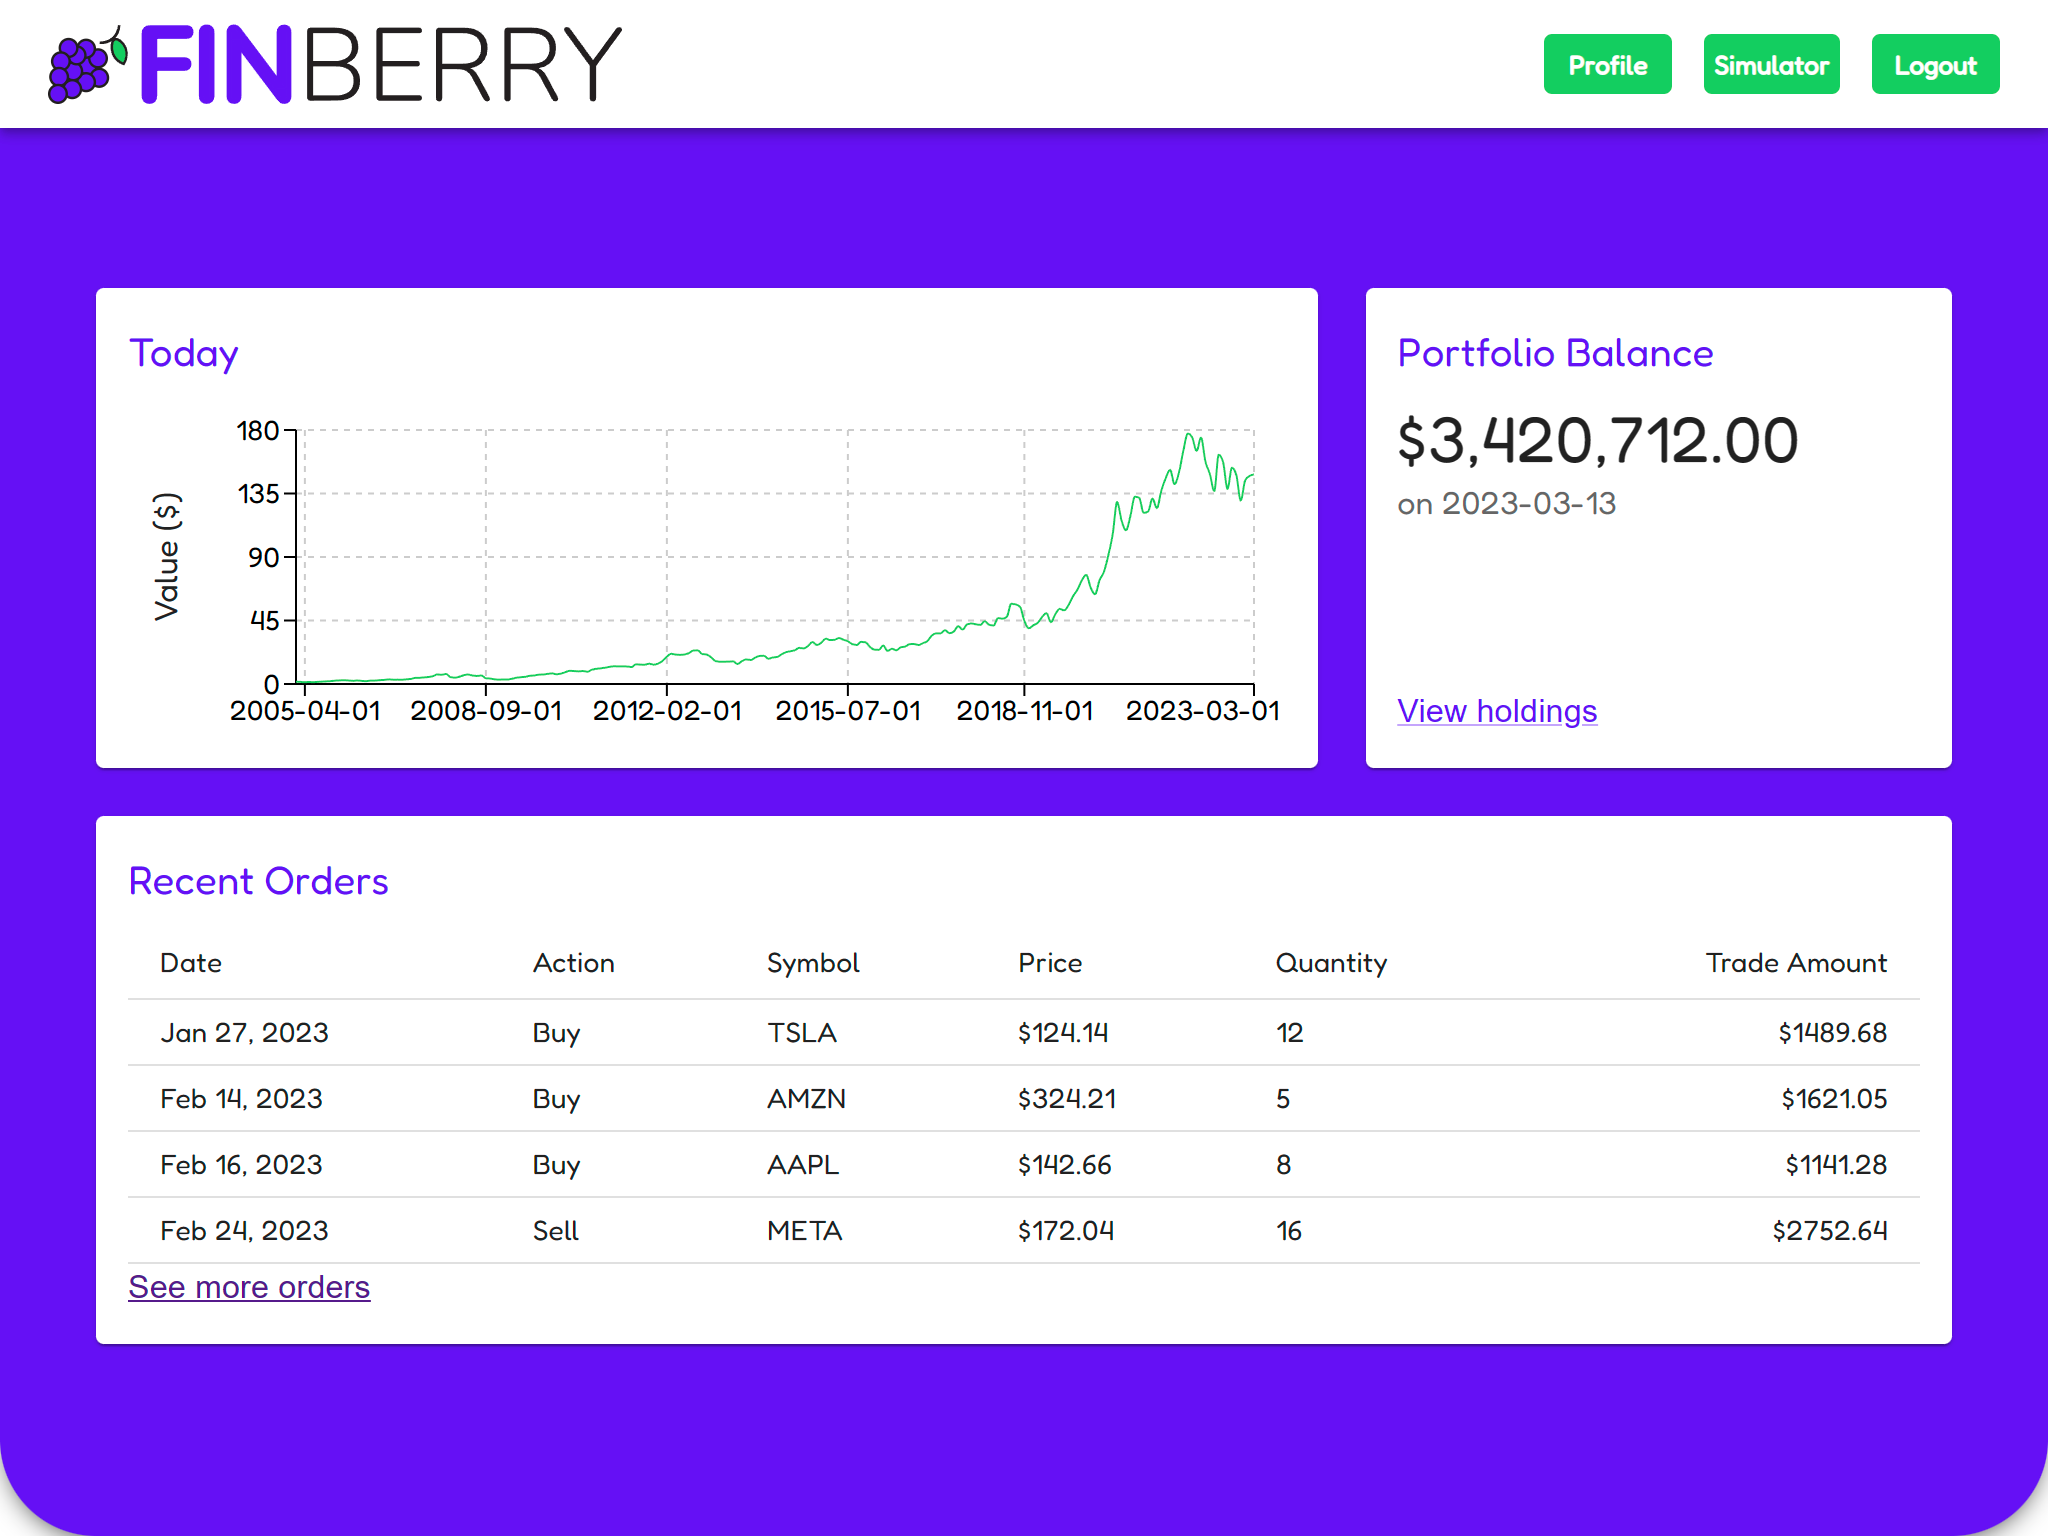 FINBERRY
Profile Simulator Logout
Today
180
135
90
45
0
Value ($)
2005-04-01 2008-09-01 2012-02-01 2015-07-01 2018-11-01 2023-03-01
Portfolio Balance
$3,420,712.00
on 2023-03-13
View holdings
Recent Orders
Date Action Symbol Price Quantity Trade Amount
Jan 27, 2023 Buy TSLA $124.14 12 $1489.68
Feb 14, 2023 Buy AMZN $324.21 5 $1621.05
Feb 16, 2023 Buy AAPL $142.66 8 $1141.28
Feb 24, 2023 Sell META $172.04 16 $2752.64
See more orders